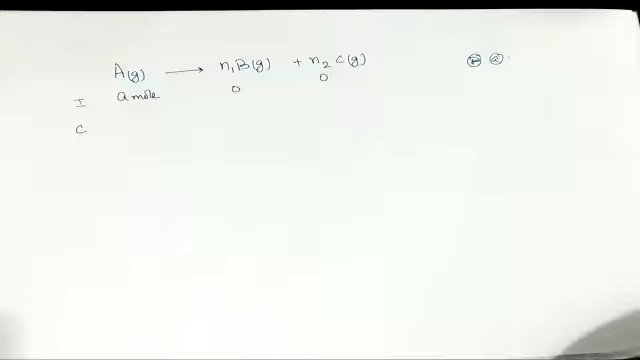 A(g) ⟶ n₁B(g) + n₂C(g)
I a mole 0 0
C